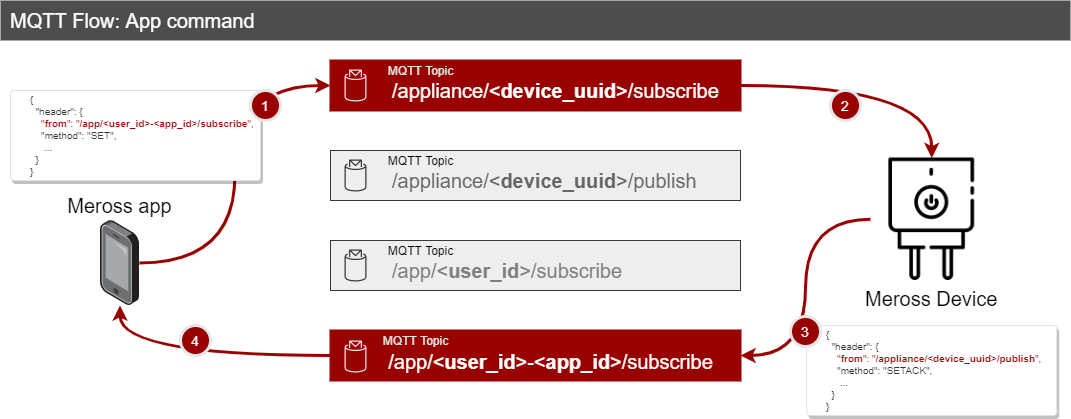 MQTT Flow: App command
{
"header": {
"from": "/app/<user_id>-<app_id>/subscribe",
"method": "SET",
...
}
}
1
MQTT Topic
/appliance/<device_uuid>/subscribe
2
MQTT Topic
/appliance/<device_uuid>/publish
Meross app
MQTT Topic
/app/<user_id>/subscribe
Meross Device
4
MQTT Topic
/app/<user_id>-<app_id>/subscribe
3
{
"header": {
"from": "/appliance/<device_uuid>/publish",
"method": "SETACK",
...
}
}